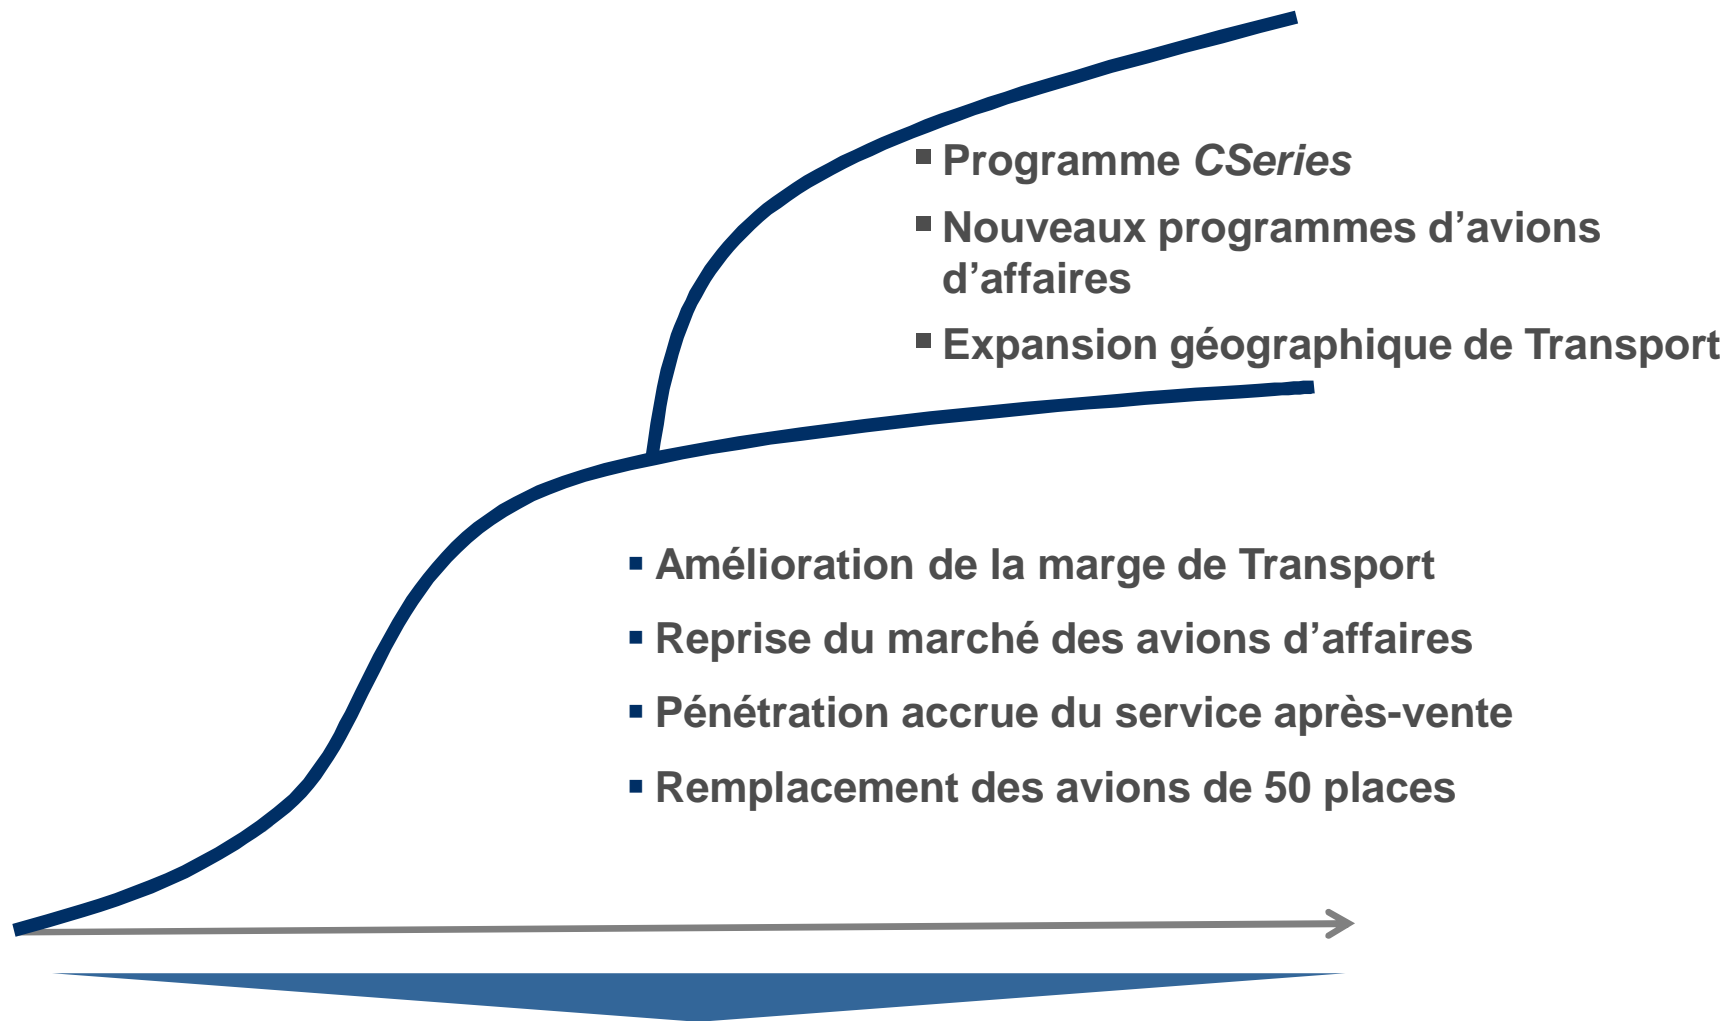 ▪ Programme CSeries
▪ Nouveaux programmes d’avions
d’affaires
▪ Expansion géographique de Transport
▪ Amélioration de la marge de Transport
▪ Reprise du marché des avions d’affaires
▪ Pénétration accrue du service après-vente
▪ Remplacement des avions de 50 places